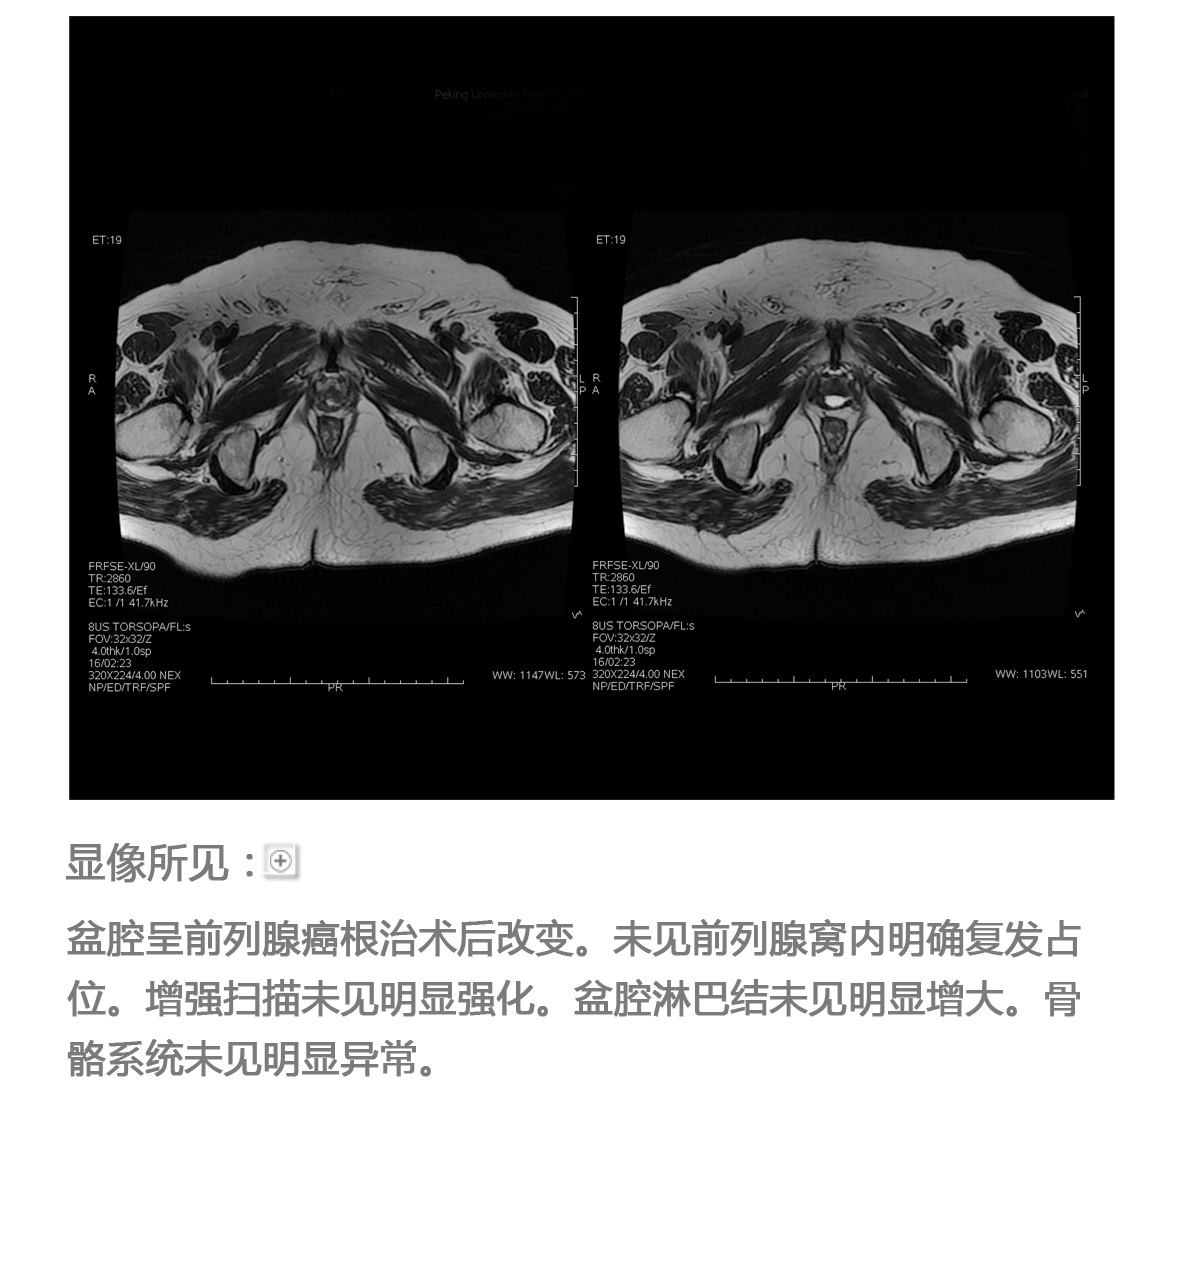 Peking University First Hospital
ET:19
ET:19
R
A
L
P
R
A
L
P
FRFSE-XL/90
TR:2860
TE:133.6/Ef
EC:1 /1 41.7kHz
8US TORSOPA/FL:s
FOV:32x32/Z
4.0thk/1.0sp
16/02:23
320X224/4.00 NEX
NP/ED/TRF/SPF
PR
WW: 1147WL: 573
FRFSE-XL/90
TR:2860
TE:133.6/Ef
EC:1 /1 41.7kHz
8US TORSOPA/FL:s
FOV:32x32/Z
4.0thk/1.0sp
16/02:23
320X224/4.00 NEX
NP/ED/TRF/SPF
PR
WW: 1103WL: 551
显像所见：
盆腔呈前列腺癌根治术后改变。未见前列腺窝内明确复发占
位。增强扫描未见明显强化。盆腔淋巴结未见明显增大。骨
骼系统未见明显异常。